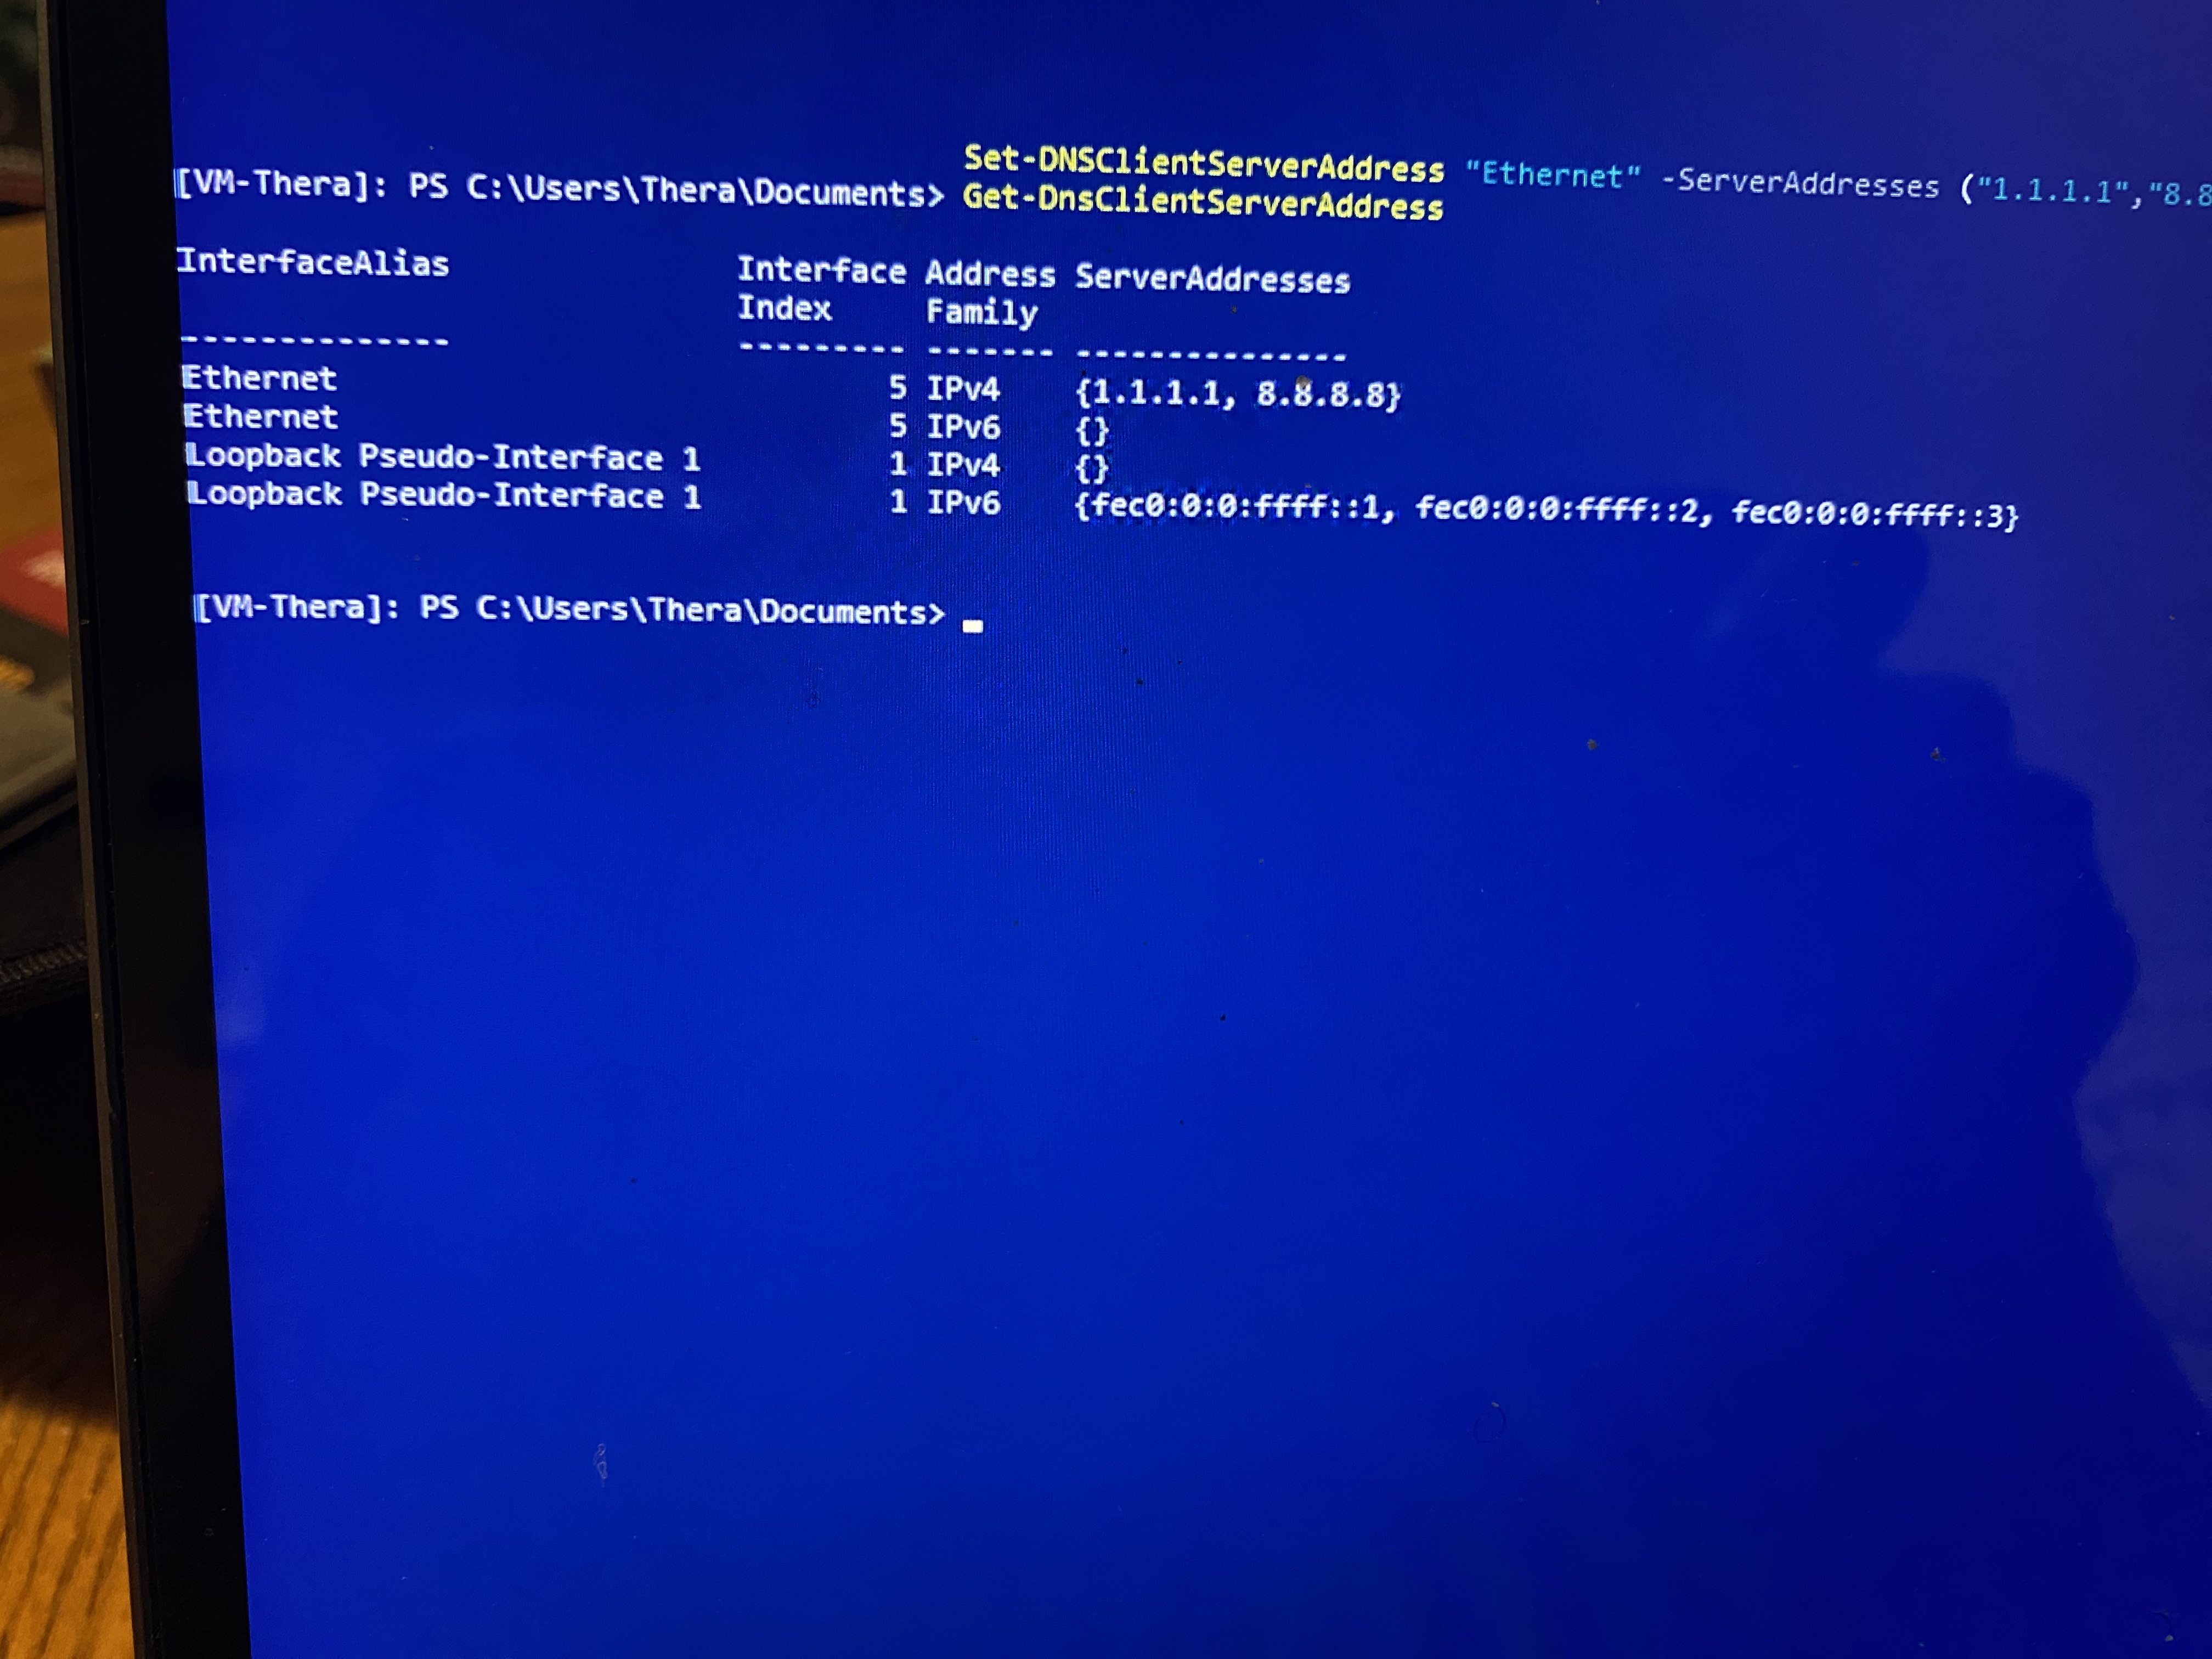 Set-DNSClientServerAddress "Ethernet" -ServerAddresses ("1.1.1.1","8.8
[VM-Thera]: PS C:\Users\Thera\Documents> Get-DnsClientServerAddress
InterfaceAlias Interface Address ServerAddresses
Index Family
-------------- --------- ------- ---------------
Ethernet 5 IPv4 {1.1.1.1, 8.8.8.8}
Ethernet 5 IPv6 {}
Loopback Pseudo-Interface 1 1 IPv4 {}
Loopback Pseudo-Interface 1 1 IPv6 {fec0:0:0:ffff::1, fec0:0:0:ffff::2, fec0:0:0:ffff::3}
[VM-Thera]: PS C:\Users\Thera\Documents>